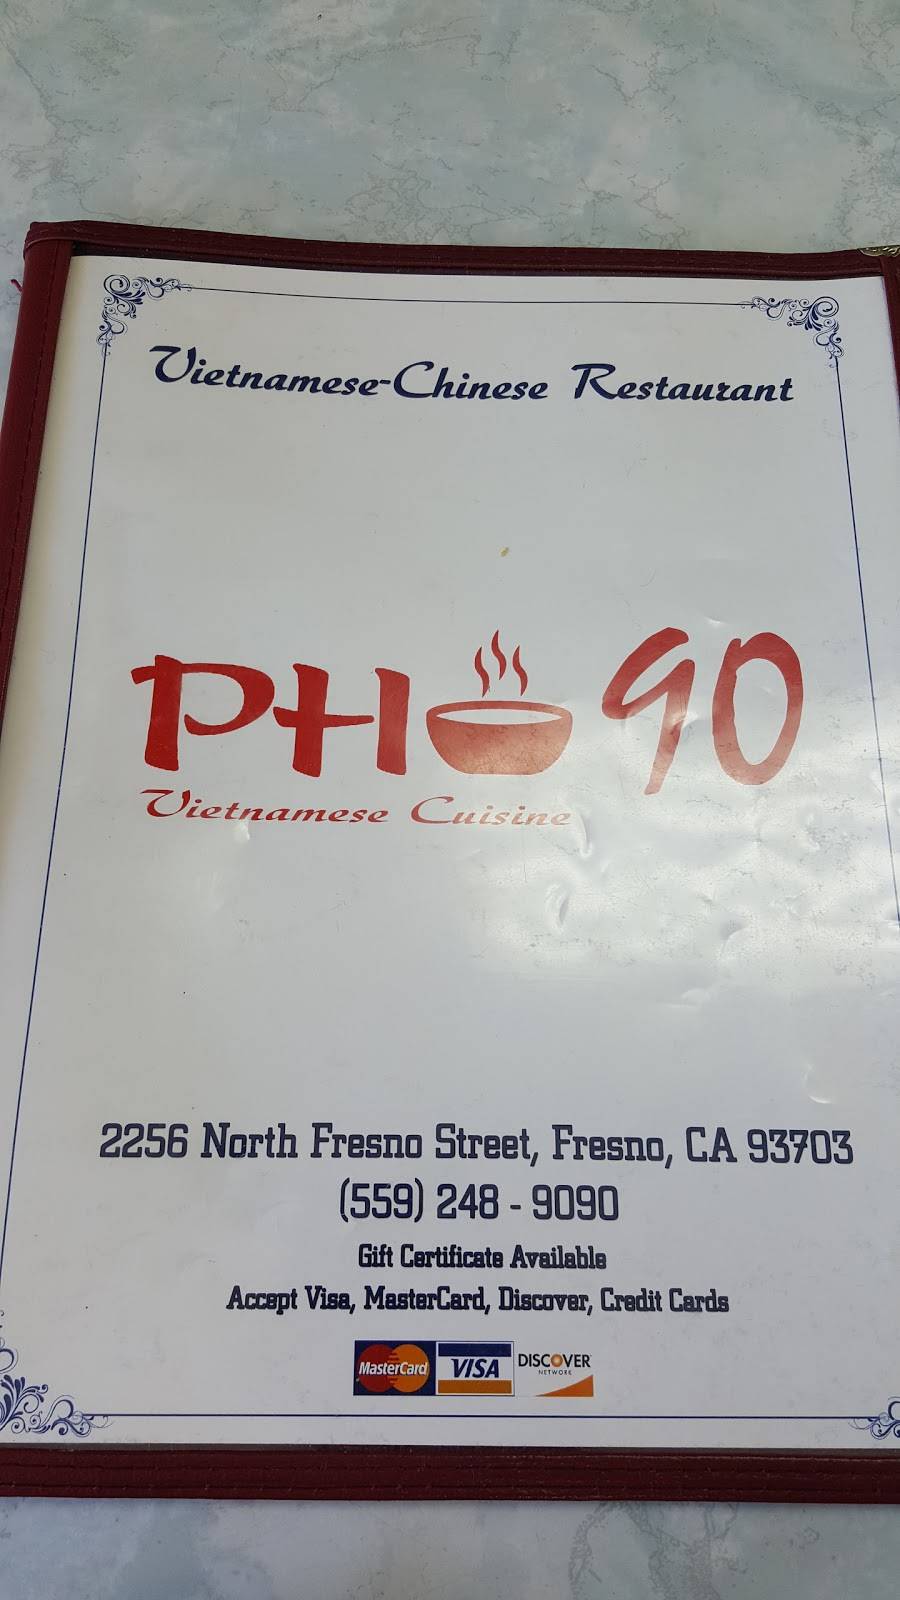 Vietnamese-Chinese Restaurant
PHO 90
Vietnamese Cuisine
2256 North Fresno Street, Fresno, CA 93703
(559) 248 - 9090
Gift Certificate Available
Accept Visa, MasterCard, Discover, Credit Cards
MasterCard VISA DISCOVER
NETWORK